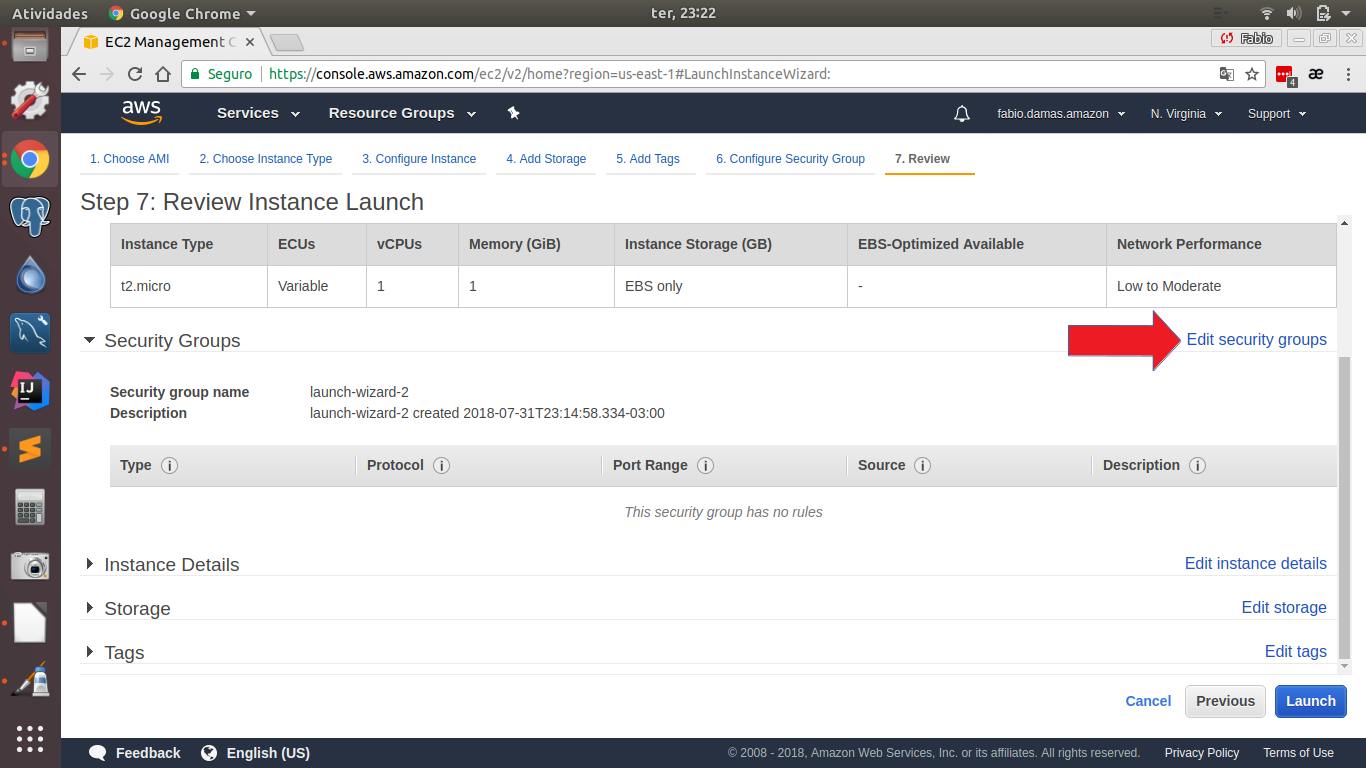 Atividades Google Chrome ter, 23:22
EC2 Management C Fabio
Seguro https://console.aws.amazon.com/ec2/v2/home?region=us-east-1#LaunchInstanceWizard: 4 æ
aws Services Resource Groups fabio.damas.amazon N. Virginia Support
1. Choose AMI 2. Choose Instance Type 3. Configure Instance 4. Add Storage 5. Add Tags 6. Configure Security Group 7. Review
Step 7: Review Instance Launch
Instance Type ECUs vCPUs Memory (GiB) Instance Storage (GB) EBS-Optimized Available Network Performance
t2.micro Variable 1 1 EBS only - Low to Moderate
Security Groups Edit security groups
Security group name launch-wizard-2
Description launch-wizard-2 created 2018-07-31T23:14:58.334-03:00
Type i Protocol i Port Range i Source i Description i
This security group has no rules
Instance Details Edit instance details
Storage Edit storage
Tags Edit tags
Cancel Previous Launch
Feedback English (US) © 2008 - 2018, Amazon Web Services, Inc. or its affiliates. All rights reserved. Privacy Policy Terms of Use
IJ